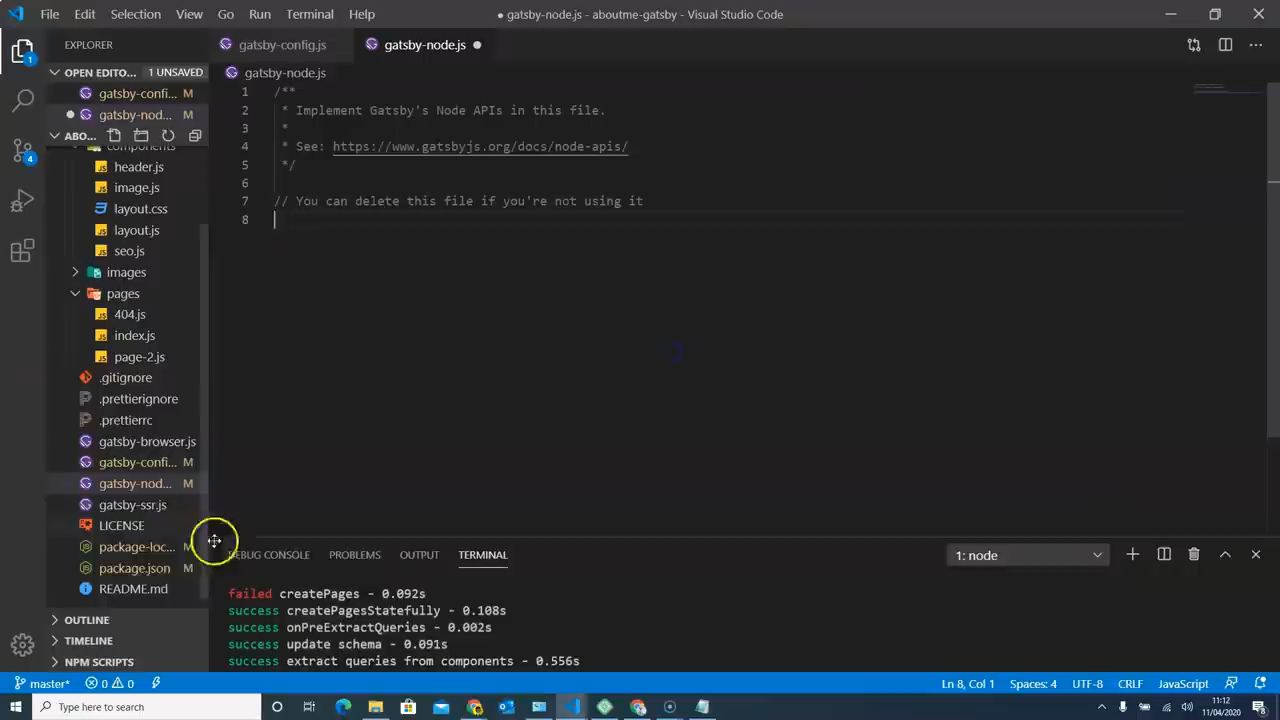 File Edit Selection View Go Run Terminal Help
● gatsby-node.js - aboutme-gatsby - Visual Studio Code
EXPLORER
gatsby-config.js
gatsby-node.js
OPEN EDITO... 1 UNSAVED
gatsby-confi... M
gatsby-nod... M
ABO...
components
header.js
image.js
layout.css
layout.js
seo.js
images
pages
404.js
index.js
page-2.js
.gitignore
.prettierignore
.prettierrc
gatsby-browser.js
gatsby-confi... M
gatsby-nod... M
gatsby-ssr.js
LICENSE
package-loc... M
package.json M
README.md
OUTLINE
TIMELINE
NPM SCRIPTS
1
4
gatsby-node.js
1 /**
2 * Implement Gatsby's Node APIs in this file.
3 *
4 * See: https://www.gatsbyjs.org/docs/node-apis/
5 */
6
7 // You can delete this file if you're not using it
8
DEBUG CONSOLE PROBLEMS OUTPUT TERMINAL
1: node
failed createPages - 0.092s
success createPagesStatefully - 0.108s
success onPreExtractQueries - 0.002s
success update schema - 0.091s
success extract queries from components - 0.556s
master* 0 0
Ln 8, Col 1 Spaces: 4 UTF-8 CRLF JavaScript
Type here to search
11:12
11/04/2020